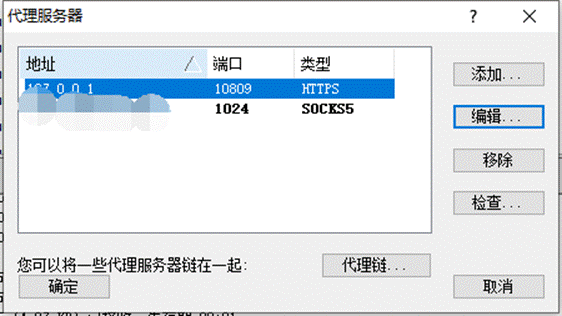 代理服务器
? ×
地址 端口 类型
127.0.0.1 10809 HTTPS
1024 SOCKS5
添加...
编辑...
移除
检查...
您可以将一些代理服务器链在一起:
代理链...
确定
取消